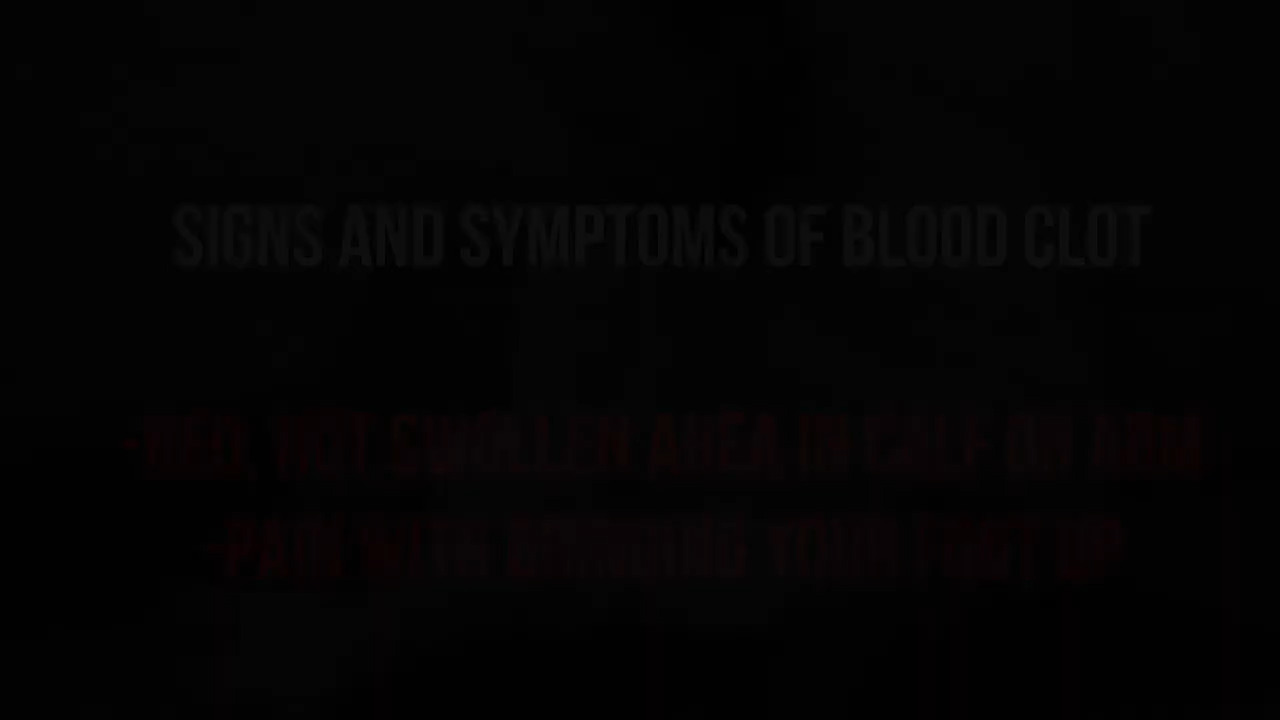 SIGNS AND SYMPTOMS OF BLOOD CLOT
-RED, HOT SWOLLEN AREA IN CALF OR ARM
-PAIN WITH BRINGING YOUR FOOT UP